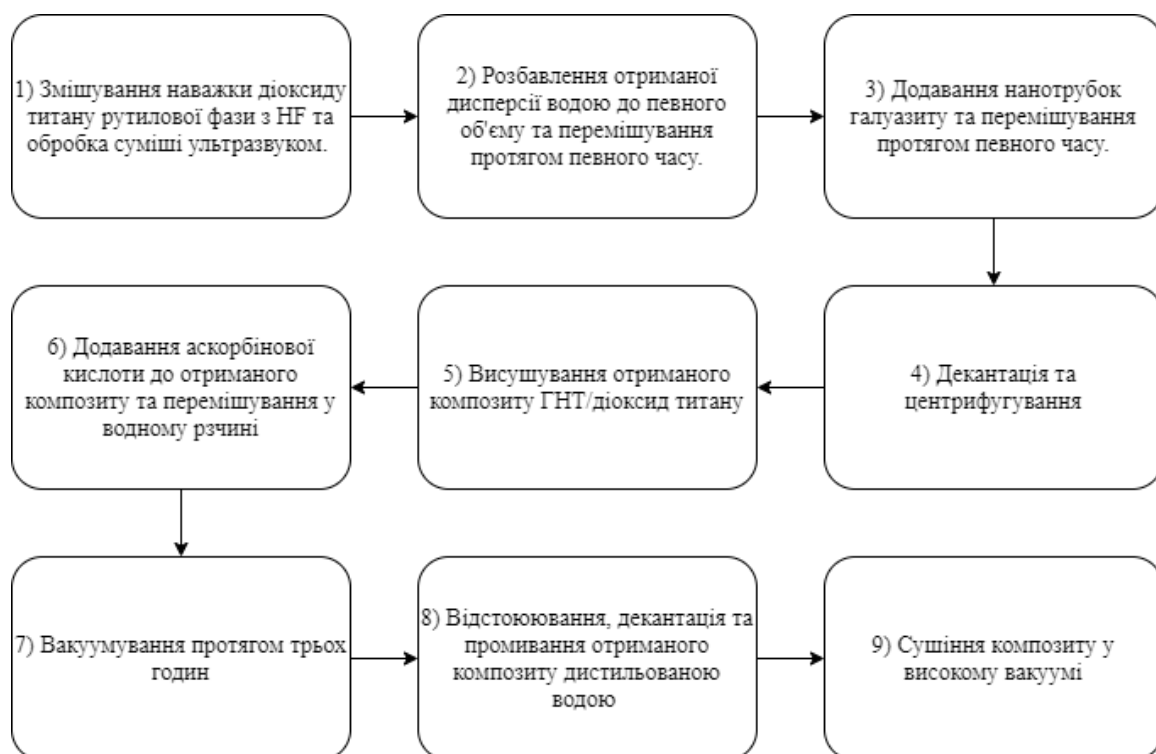 1) Змішування наважки діоксиду
титану рутилової фази з HF та
обробка суміші ультразвуком.
2) Розбавлення отриманої
дисперсії водою до певного
об'єму та перемішування
протягом певного часу.
3) Додавання нанотрубок
галуазиту та перемішування
протягом певного часу.
4) Декантація та
центрифугування
5) Висушування отриманого
композиту ГНТ/діоксид титану
6) Додавання аскорбінової
кислоти до отриманого
композиту та перемішування у
водному рзчині
7) Вакуумування протягом трьох
годин
8) Відстоюювання, декантація та
промивання отриманого
композиту дистильованою
водою
9) Сушіння композиту у
високому вакуумі